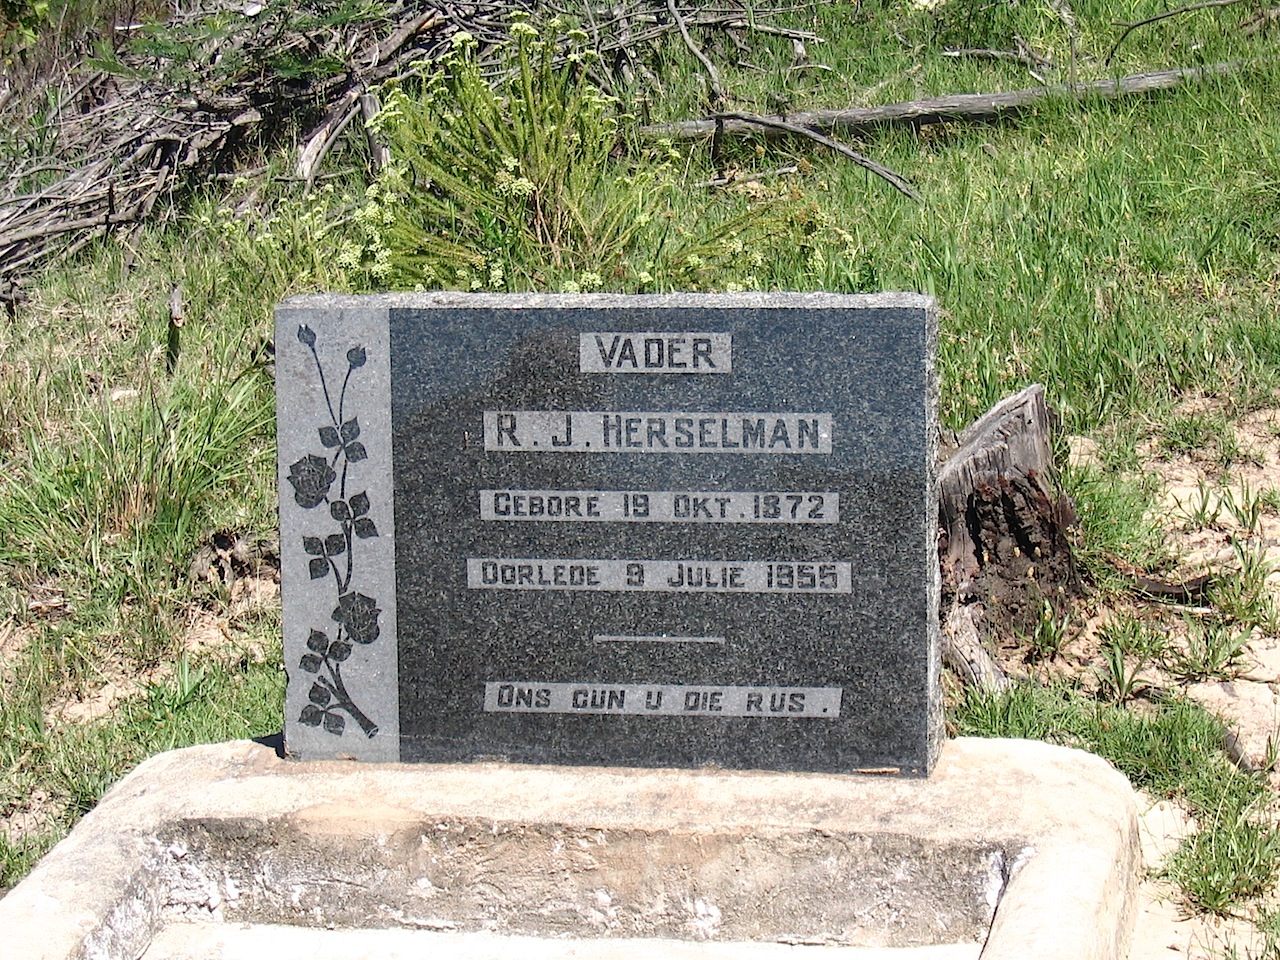 VADER
R. J. HERSELMAN
GEBORE 19 OKT. 1872
OORLEDE 9 JULIE 1955
ONS GUN U DIE RUS.